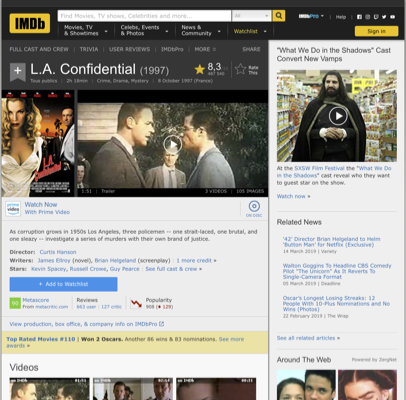 IMDb
Find Movies, TV shows, Celebrities and more...
All
IMDbPro
Help
Movies, TV
& Showtimes
Celebs, Events
& Photos
News &
Community
Watchlist
Sign in
FULL CAST AND CREW | TRIVIA | USER REVIEWS | IMDbPro | MORE
SHARE
L.A. Confidential (1997)
8,3
Rate
This
2h 18min | Crime, Drama, Mystery | 8 October 1997 (France)
1:51 | Trailer
3 VIDEOS | 105 IMAGES
prime video
Watch Now
With Prime Video
ON DISC
As corruption grows in 1950s Los Angeles, three policemen -- one strait-laced, one brutal, and
one sleazy -- investigate a series of murders with their own brand of justice.
Director: Curtis Hanson
Writers: James Ellroy (novel), Brian Helgeland (screenplay) | 1 more credit »
Stars: Kevin Spacey, Russell Crowe, Guy Pearce | See full cast & crew »
+ Add to Watchlist
90
Metascore
From metacritic.com
Reviews
663 user | 127 critic
Popularity
958
View production, box office, & company info on IMDbPro
Top Rated Movies #110 | Won 2 Oscars. Another 86 wins & 83 nominations. See more
awards »
Videos
"What We Do in the Shadows" Cast
Convert New Vamps
At the SXSW Film Festival the "What We Do
in the Shadows" cast reveal who they want
to guest star on the show.
Watch now »
Related News
'42' Director Brian Helgeland to Helm
'Button Man' for Netflix (Exclusive)
14 March 2019 | Variety
Walton Goggins To Headline CBS Comedy
Pilot "The Unicorn" As It Reverts To
Single-Camera Format
05 March 2019 | Deadline
Oscar's Longest Losing Streaks: 12
People With 10-Plus Nominations and No
Wins (Photos)
22 February 2019 | The Wrap
See all related articles »
Around The Web
Powered by ZergNet